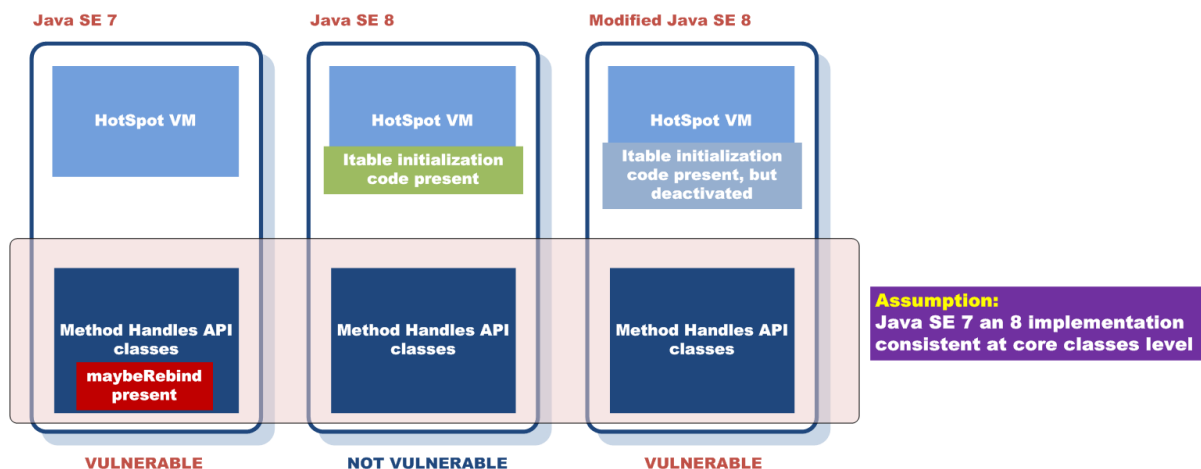 Java SE 7
Java SE 8
Modified Java SE 8
HotSpot VM
HotSpot VM
HotSpot VM
Itable initialization
code present
Itable initialization
code present, but
deactivated
Method Handles API
classes
maybeRebind
present
Method Handles API
classes
Method Handles API
classes
Assumption:
Java SE 7 an 8 implementation
consistent at core classes level
VULNERABLE
NOT VULNERABLE
VULNERABLE